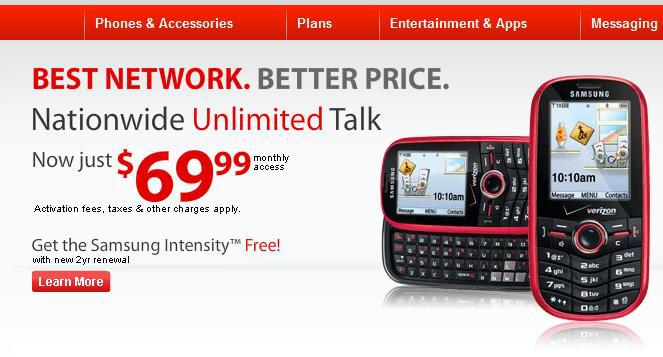 Phones & Accessories
Plans
Entertainment & Apps
Messaging
BEST NETWORK. BETTER PRICE.
Nationwide Unlimited Talk
Now just $69.99 monthly access
Activation fees, taxes & other charges apply.
Get the Samsung Intensity™ Free!
with new 2yr renewal
Learn More
SAMSUNG
10:10am
Message MENU Contacts
verizon
SAMSUNG
10:10am
Message MENU Contacts
verizon